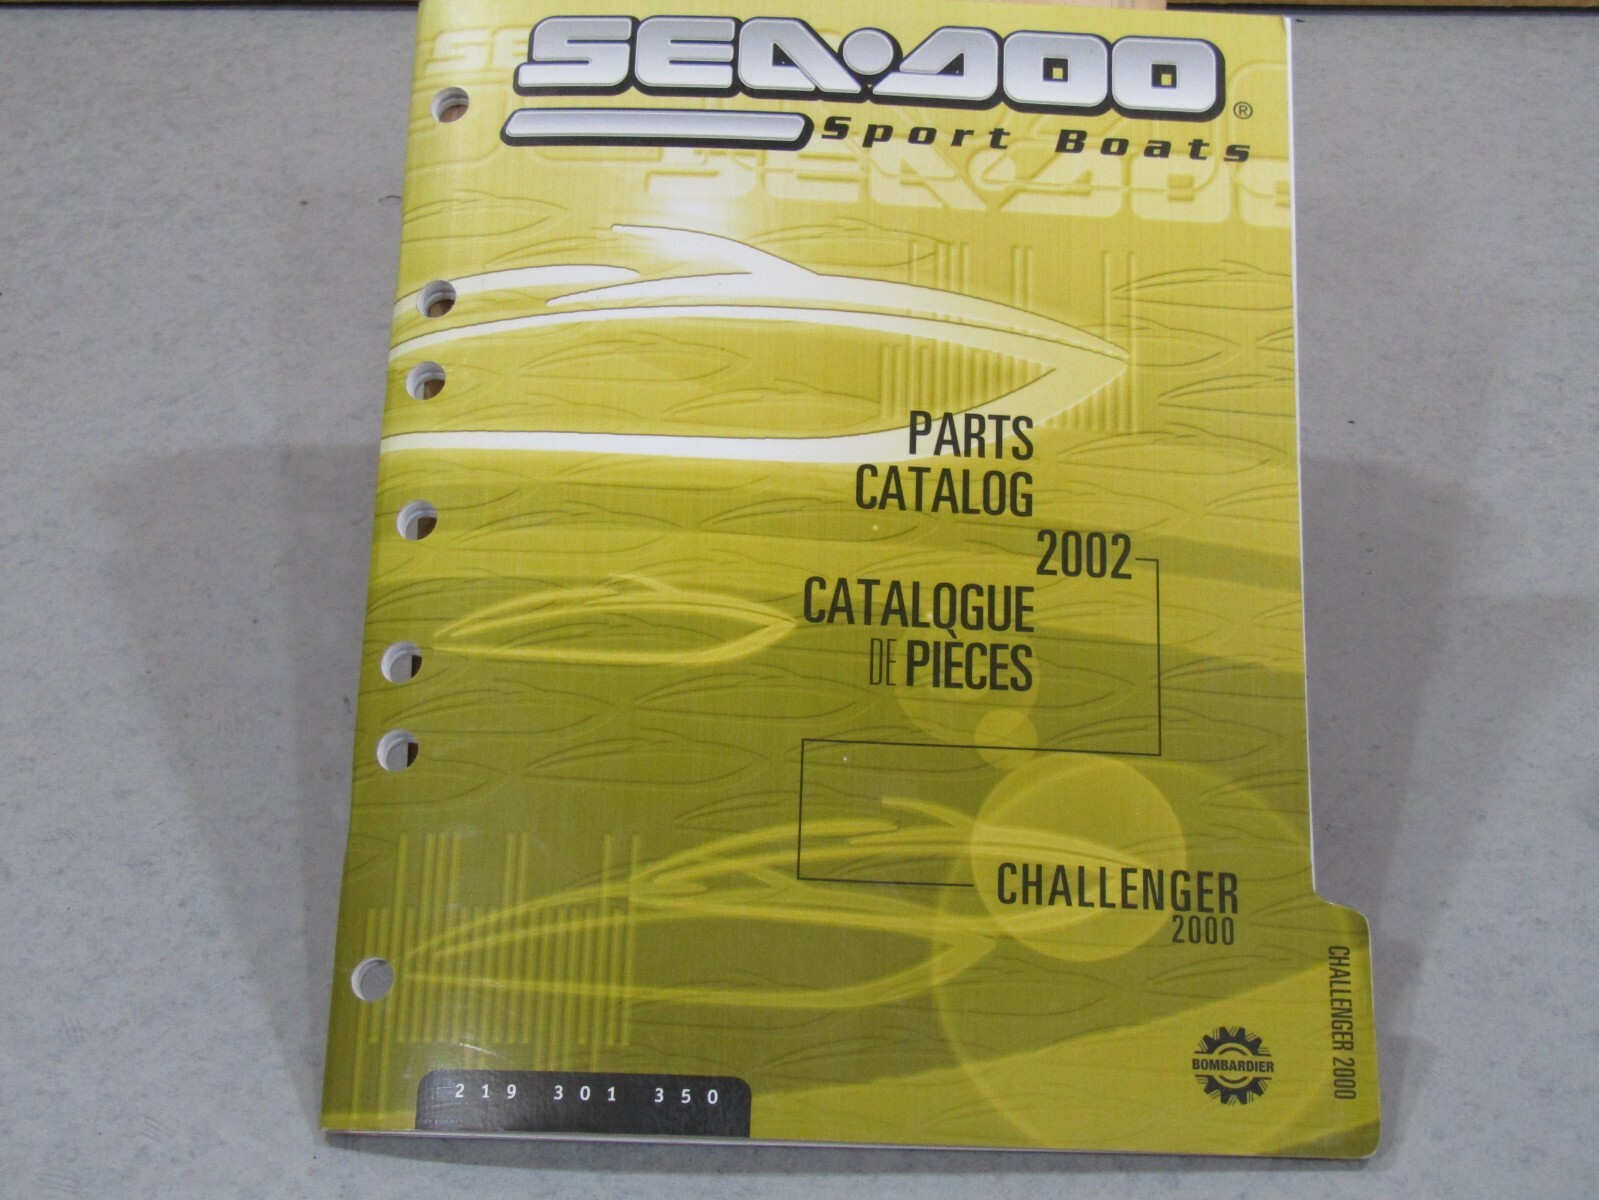 SEA•DOO®
Sport Boats
PARTS
CATALOG
2002
CATALOGUE
DE PIÈCES
CHALLENGER
2000
CHALLENGER 2000
BOMBARDIER
219 301 350